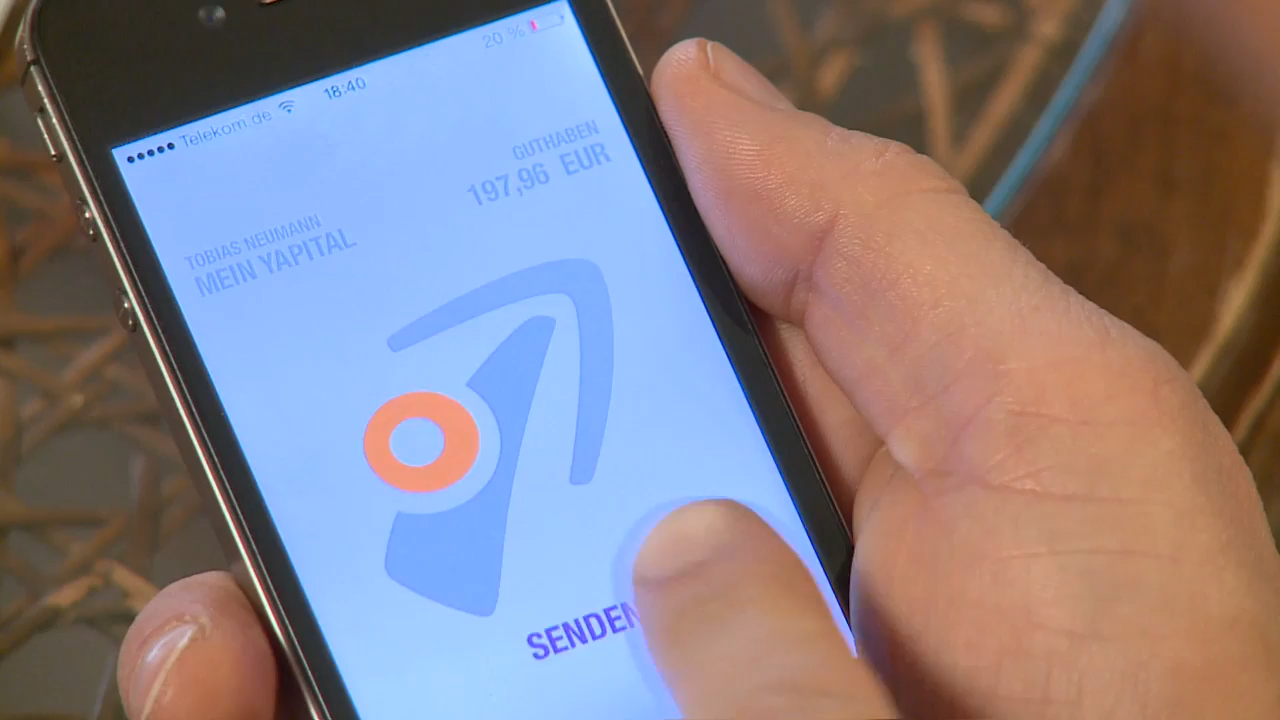 Telekom.de 18:40 20 %
GUTHABEN
197,96 EUR
TOBIAS NEUMANN
MEIN YAPITAL
SENDEN